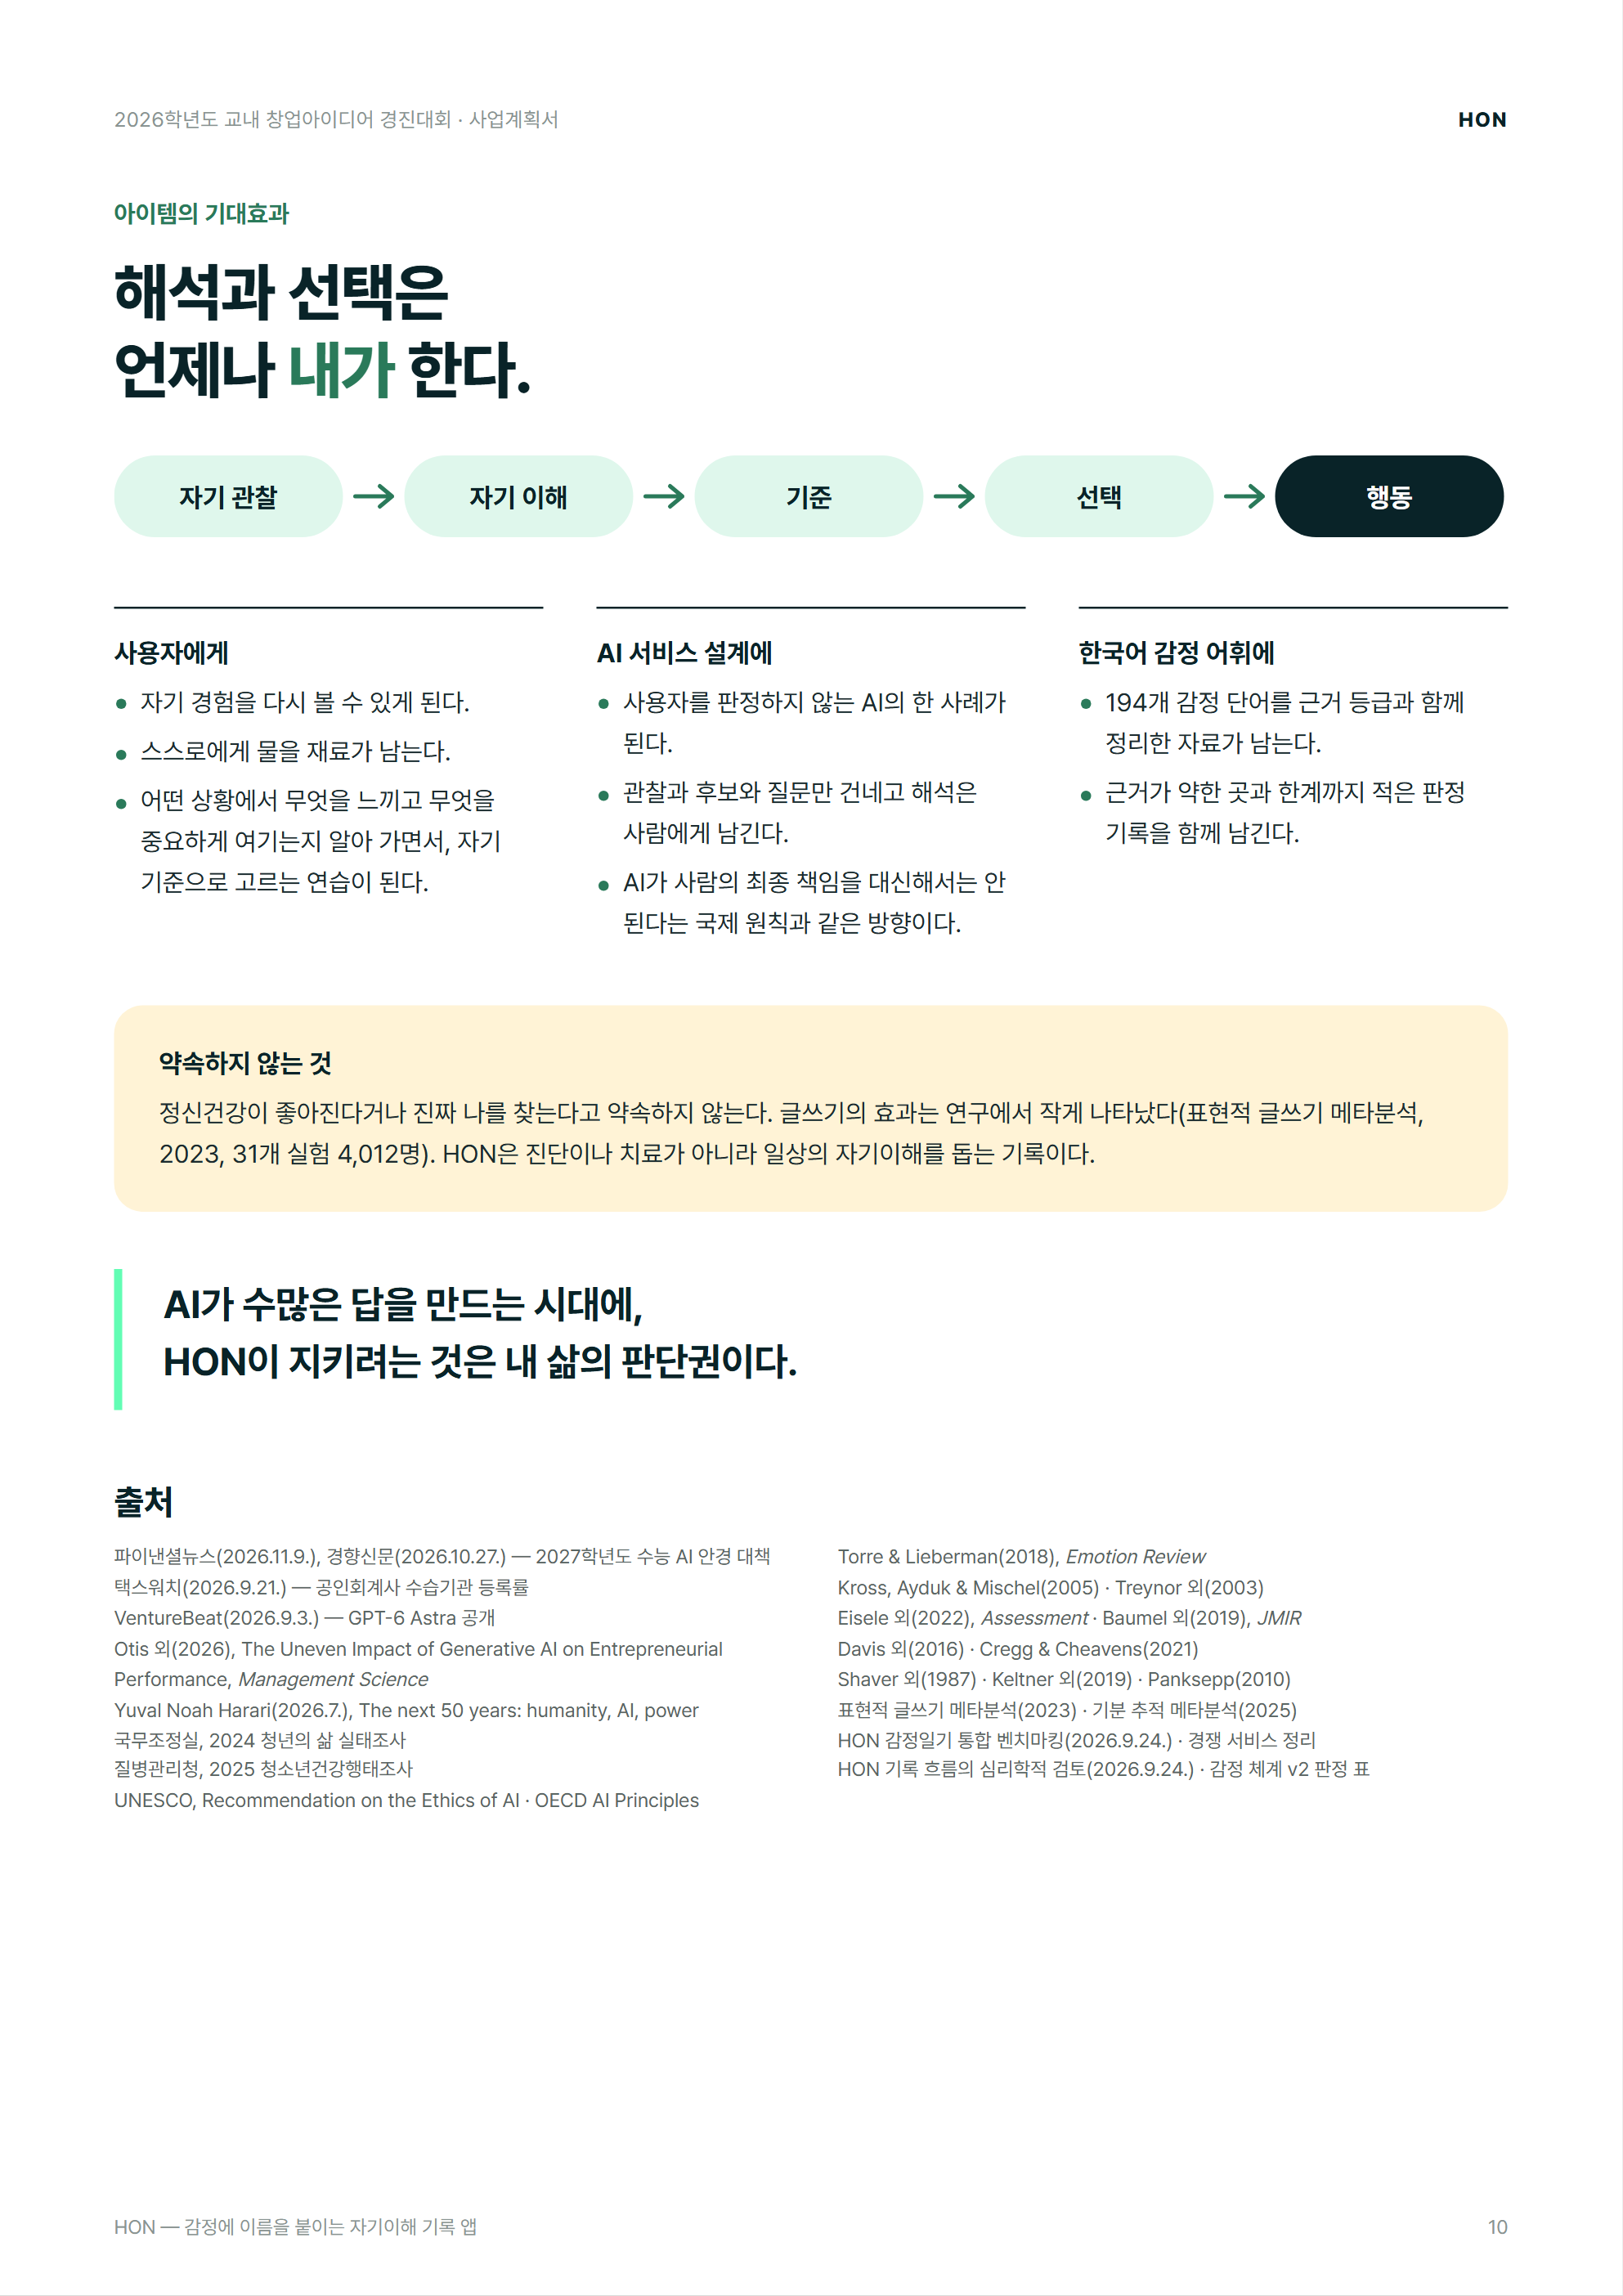 2026학년도 교내 창업아이디어 경진대회 · 사업계획서
HON
아이템의 기대효과
해석과 선택은
언제나 내가 한다.
자기 관찰 → 자기 이해 → 기준 → 선택 → 행동
사용자에게
• 자기 경험을 다시 볼 수 있게 된다.
• 스스로에게 물을 재료가 남는다.
• 어떤 상황에서 무엇을 느끼고 무엇을
중요하게 여기는지 알아 가면서, 자기
기준으로 고르는 연습이 된다.
AI 서비스 설계에
• 사용자를 판정하지 않는 AI의 한 사례가
된다.
• 관찰과 후보와 질문만 건네고 해석은
사람에게 남긴다.
• AI가 사람의 최종 책임을 대신해서는 안
된다는 국제 원칙과 같은 방향이다.
한국어 감정 어휘에
• 194개 감정 단어를 근거 등급과 함께
정리한 자료가 남는다.
• 근거가 약한 곳과 한계까지 적은 판정
기록을 함께 남긴다.
약속하지 않는 것
정신건강이 좋아진다거나 진짜 나를 찾는다고 약속하지 않는다. 글쓰기의 효과는 연구에서 작게 나타났다(표현적 글쓰기 메타분석,
2023, 31개 실험 4,012명). HON은 진단이나 치료가 아니라 일상의 자기이해를 돕는 기록이다.
AI가 수많은 답을 만드는 시대에,
HON이 지키려는 것은 내 삶의 판단권이다.
출처
파이낸셜뉴스(2026.11.9.), 경향신문(2026.10.27.) — 2027학년도 수능 AI 안경 대책
택스워치(2026.9.21.) — 공인회계사 수습기관 등록률
VentureBeat(2026.9.3.) — GPT-6 Astra 공개
Otis 외(2026), The Uneven Impact of Generative AI on Entrepreneurial
Performance, Management Science
Yuval Noah Harari(2026.7.), The next 50 years: humanity, AI, power
국무조정실, 2024 청년의 삶 실태조사
질병관리청, 2025 청소년건강행태조사
UNESCO, Recommendation on the Ethics of AI · OECD AI Principles
Torre & Lieberman(2018), Emotion Review
Kross, Ayduk & Mischel(2005) · Treynor 외(2003)
Eisele 외(2022), Assessment · Baumel 외(2019), JMIR
Davis 외(2016) · Cregg & Cheavens(2021)
Shaver 외(1987) · Keltner 외(2019) · Panksepp(2010)
표현적 글쓰기 메타분석(2023) · 기분 추적 메타분석(2025)
HON 감정일기 통합 벤치마킹(2026.9.24.) · 경쟁 서비스 정리
HON 기록 흐름의 심리학적 검토(2026.9.24.) · 감정 체계 v2 판정 표
HON — 감정에 이름을 붙이는 자기이해 기록 앱
10